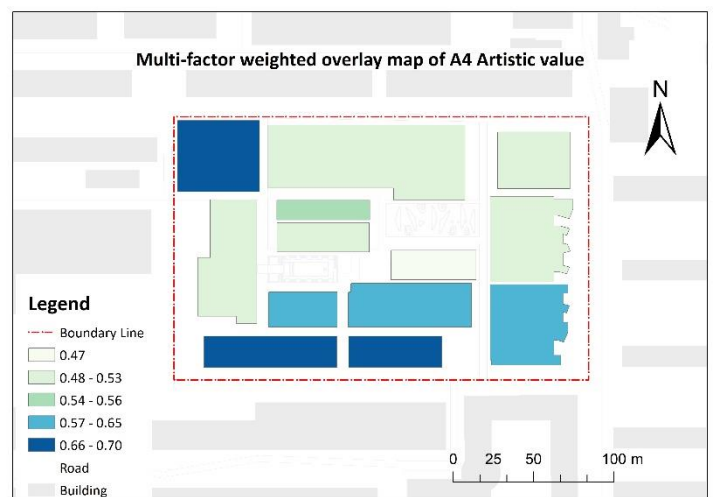 Multi-factor weighted overlay map of A4 Artistic value
N
Legend
Boundary Line
0.47
0.48 - 0.53
0.54 - 0.56
0.57 - 0.65
0.66 - 0.70
Road
Building
0 25 50 100 m